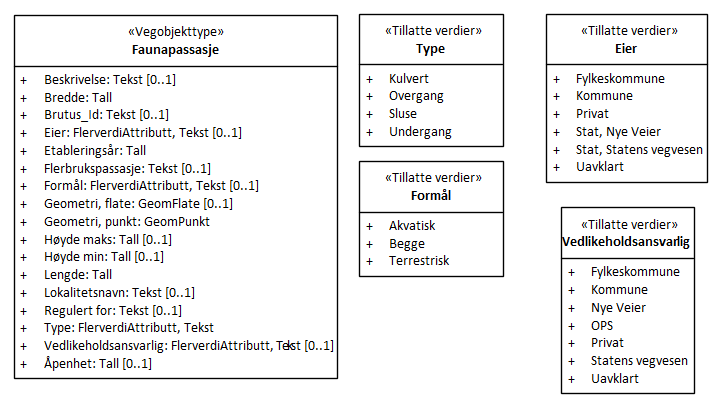 «Vegobjekttype»
Faunapassasje
+ Beskrivelse: Tekst [0..1]
+ Bredde: Tall
+ Brutus_Id: Tekst [0..1]
+ Eier: FlerverdiAttributt, Tekst [0..1]
+ Etableringsår: Tall
+ Flerbrukspassasje: Tekst [0..1]
+ Formål: FlerverdiAttributt, Tekst [0..1]
+ Geometri, flate: GeomFlate [0..1]
+ Geometri, punkt: GeomPunkt
+ Høyde maks: Tall [0..1]
+ Høyde min: Tall [0..1]
+ Lengde: Tall
+ Lokalitetsnavn: Tekst [0..1]
+ Regulert for: Tekst [0..1]
+ Type: FlerverdiAttributt, Tekst
+ Vedlikeholdsansvarlig: FlerverdiAttributt, Tekst [0..1]
+ Åpenhet: Tall [0..1]
«Tillatte verdier»
Type
+ Kulvert
+ Overgang
+ Sluse
+ Undergang
«Tillatte verdier»
Formål
+ Akvatisk
+ Begge
+ Terrestrisk
«Tillatte verdier»
Eier
+ Fylkeskommune
+ Kommune
+ Privat
+ Stat, Nye Veier
+ Stat, Statens vegvesen
+ Uavklart
«Tillatte verdier»
Vedlikeholdsansvarlig
+ Fylkeskommune
+ Kommune
+ Nye Veier
+ OPS
+ Privat
+ Statens vegvesen
+ Uavklart